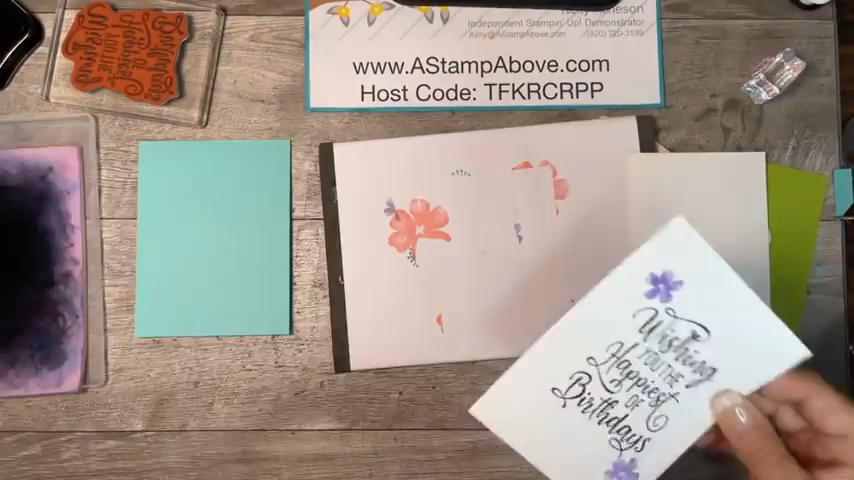 Independent Stampin' Up! Demonstrator
www.AStampAbove.com
Host Code: TFKRCRPP
Wishing
YOU THE
Happiest
OF
Birthdays